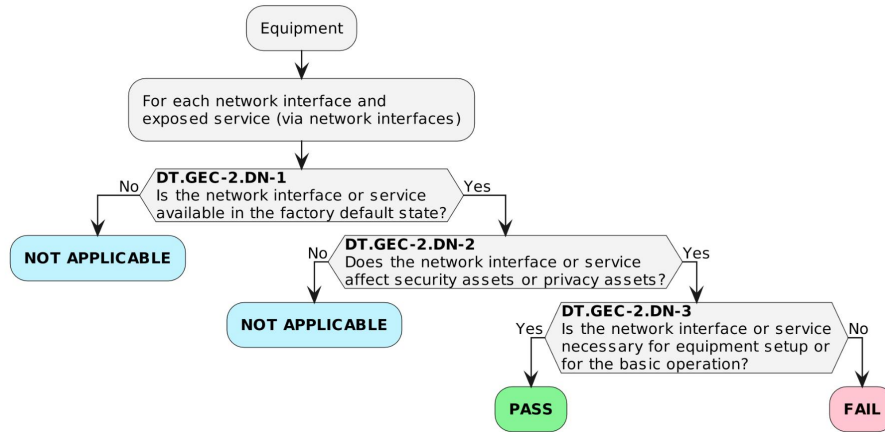 Equipment
For each network interface and
exposed service (via network interfaces)
DT.GEC-2.DN-1
Is the network interface or service
available in the factory default state?
No
Yes
NOT APPLICABLE
DT.GEC-2.DN-2
Does the network interface or service
affect security assets or privacy assets?
No
Yes
NOT APPLICABLE
DT.GEC-2.DN-3
Is the network interface or service
necessary for equipment setup or
for the basic operation?
Yes
No
PASS
FAIL